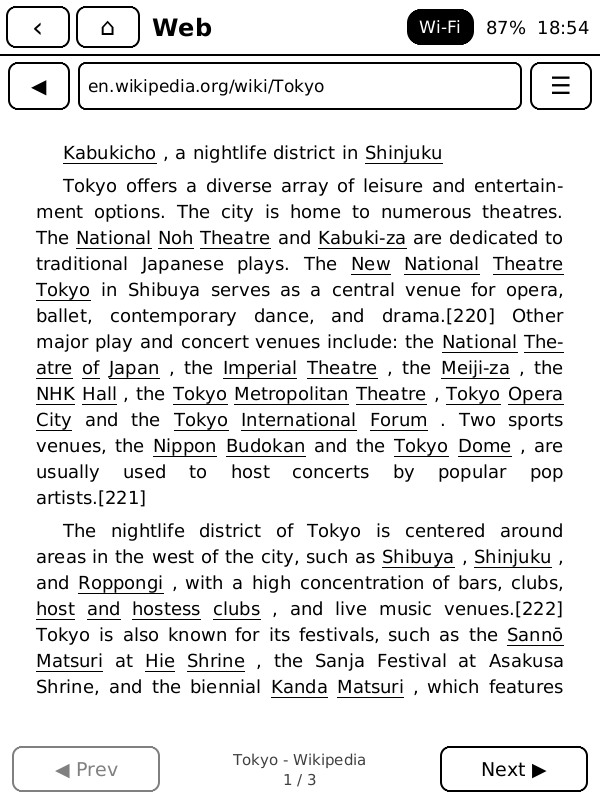 ‹ ⌂ Web Wi-Fi 87% 18:54
◀ en.wikipedia.org/wiki/Tokyo ☰
Kabukicho , a nightlife district in Shinjuku
Tokyo offers a diverse array of leisure and entertain-
ment options. The city is home to numerous theatres.
The National Noh Theatre and Kabuki-za are dedicated to
traditional Japanese plays. The New National Theatre
Tokyo in Shibuya serves as a central venue for opera,
ballet, contemporary dance, and drama.[220] Other
major play and concert venues include: the National The-
atre of Japan , the Imperial Theatre , the Meiji-za , the
NHK Hall , the Tokyo Metropolitan Theatre , Tokyo Opera
City and the Tokyo International Forum . Two sports
venues, the Nippon Budokan and the Tokyo Dome , are
usually used to host concerts by popular pop
artists.[221]
The nightlife district of Tokyo is centered around
areas in the west of the city, such as Shibuya , Shinjuku ,
and Roppongi , with a high concentration of bars, clubs,
host and hostess clubs , and live music venues.[222]
Tokyo is also known for its festivals, such as the Sannō
Matsuri at Hie Shrine , the Sanja Festival at Asakusa
Shrine, and the biennial Kanda Matsuri , which features
◀ Prev
Tokyo - Wikipedia
1 / 3
Next ▶